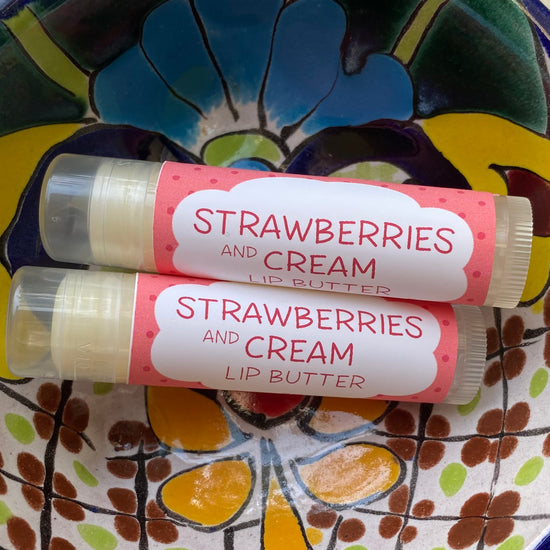 STRAWBERRIES
AND CREAM
LIP BUTTER
STRAWBERRIES
AND CREAM
LIP BUTTER